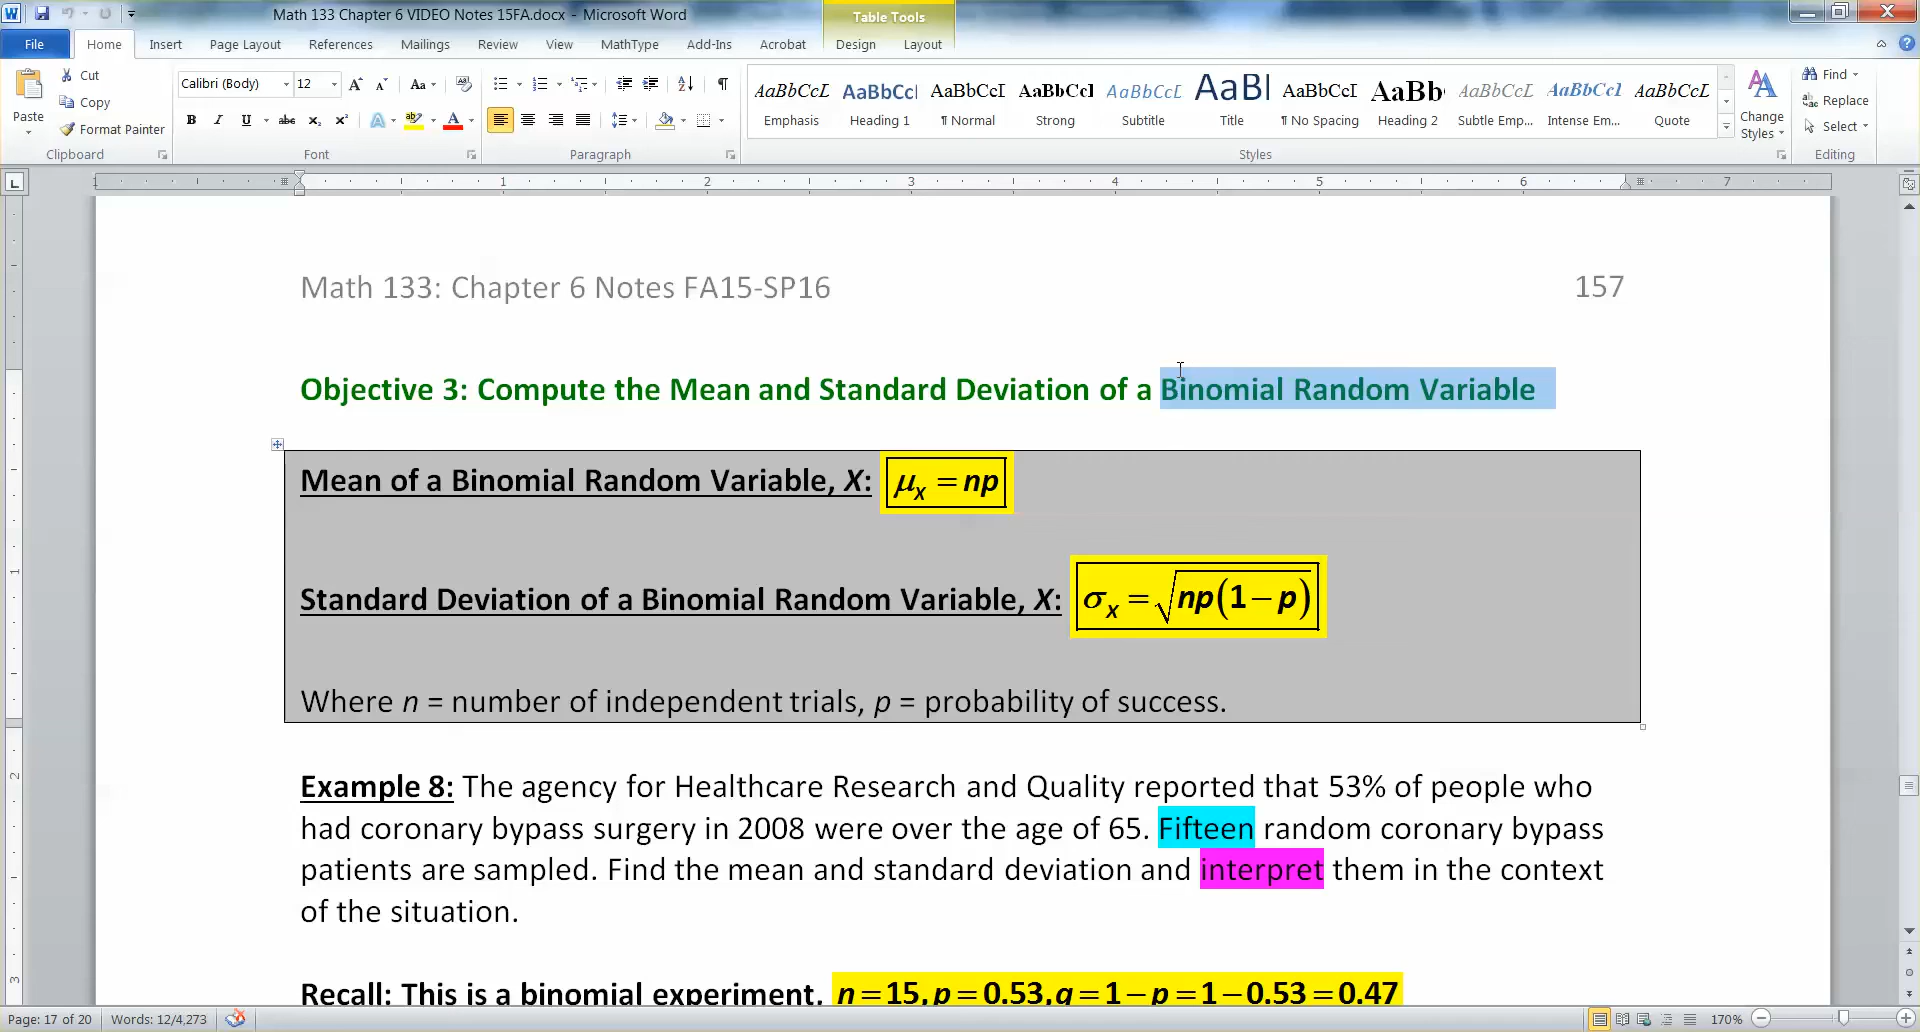 Math 133 Chapter 6 VIDEO Notes 15FA.docx - Microsoft Word
Table Tools
File Home Insert Page Layout References Mailings Review View MathType Add-Ins Acrobat Design Layout
Paste
Cut
Copy
Format Painter
Clipboard
Calibri (Body) 12
Font
Paragraph
AaBbCcL AaBbCcI AaBbCcI AaBbCcI AaBbCcL AaBI AaBbCcI AaBb AaBbCcL AaBbCcI AaBbCcL
Emphasis Heading 1 ¶ Normal Strong Subtitle Title ¶ No Spacing Heading 2 Subtle Emp... Intense Em... Quote
Styles
Change Styles
Find
Replace
Select
Editing
1 1 2 3 4 5 6 7
Math 133: Chapter 6 Notes FA15-SP16 157
Objective 3: Compute the Mean and Standard Deviation of a Binomial Random Variable
Mean of a Binomial Random Variable, X: μx = np
Standard Deviation of a Binomial Random Variable, X: σx = √np(1−p)
Where n = number of independent trials, p = probability of success.
Example 8: The agency for Healthcare Research and Quality reported that 53% of people who
had coronary bypass surgery in 2008 were over the age of 65. Fifteen random coronary bypass
patients are sampled. Find the mean and standard deviation and interpret them in the context
of the situation.
Recall: This is a binomial experiment. n=15,p=0.53,q=1−p=1−0.53=0.47
Page: 17 of 20 Words: 12/4,273 170%